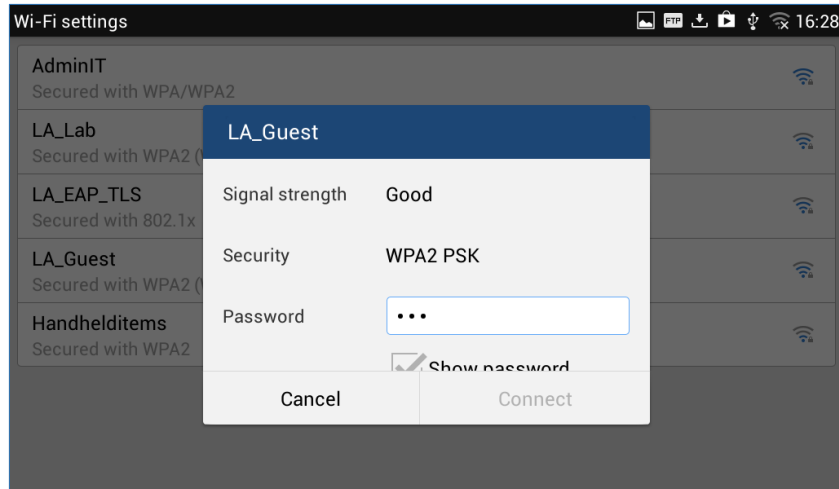 Wi-Fi settings FTP 16:28
AdminIT
Secured with WPA/WPA2
LA_Lab
Secured with WPA2 (
LA_EAP_TLS
Secured with 802.1x
LA_Guest
Secured with WPA2 (
Handhelditems
Secured with WPA2
LA_Guest
Signal strength Good
Security WPA2 PSK
Password •••
Show password
Cancel Connect